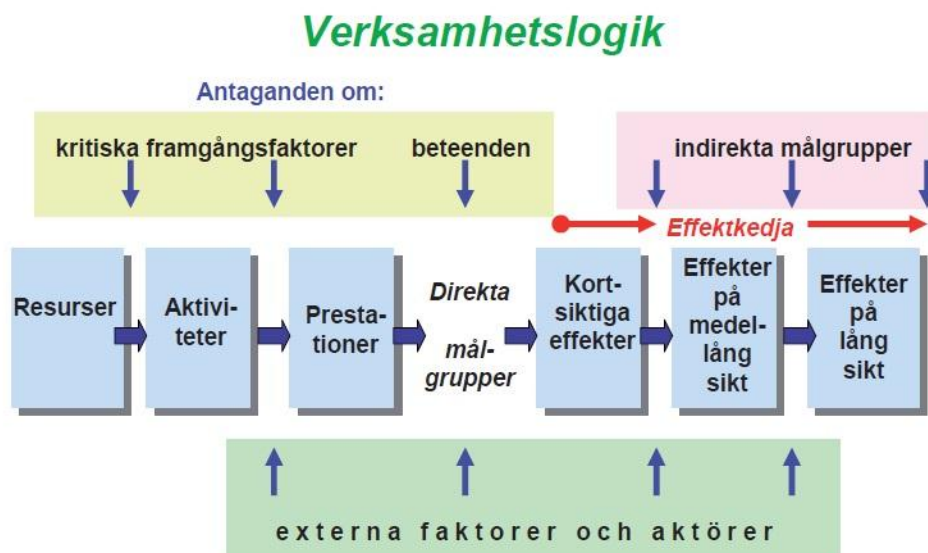 Verksamhetslogik
Antaganden om:
kritiska framgångsfaktorer
beteenden
indirekta målgrupper
Effektkedja
Resurser
Aktivi-
teter
Presta-
tioner
Direkta
mål-
grupper
Kort-
siktiga
effekter
Effekter
på
medel-
lång
sikt
Effekter
på
lång
sikt
externa faktorer och aktörer